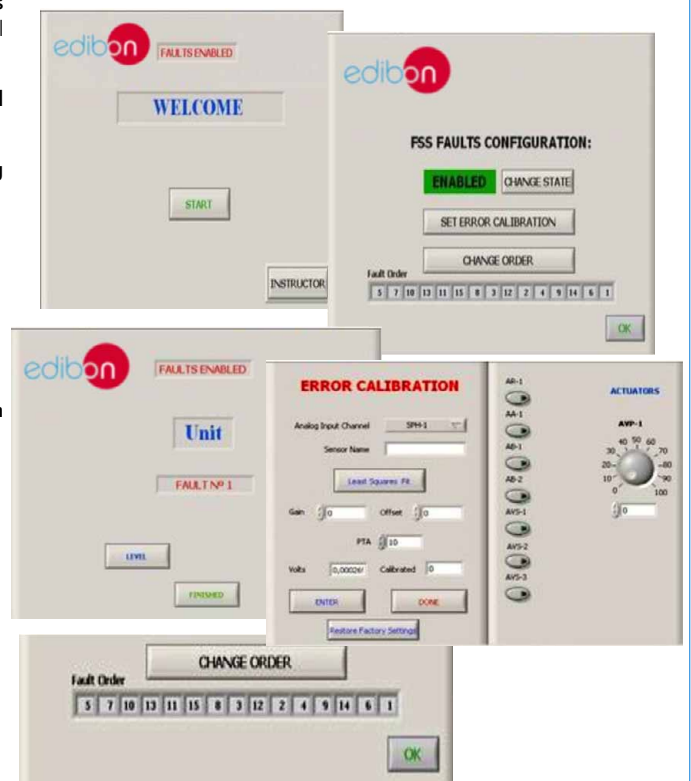 edibon
FAULTS ENABLED
WELCOME
START
INSTRUCTOR
edibon
FSS FAULTS CONFIGURATION:
ENABLED CHANGE STATE
SET ERROR CALIBRATION
CHANGE ORDER
Fault Order
5 7 10 13 11 15 8 3 12 2 4 9 14 6 1
OK
edibon
FAULTS ENABLED
Unit
FAULT Nº 1
LEVEL
FINISHED
ERROR CALIBRATION
Analog Input Channel SPH-1
Sensor Name
Least Squares Fit
Gain 0 Offset 0
PTA 10
Volts Calibrated 0
ENTER DONE
Restore Factory Settings
AR-1
AA-1
AB-1
AB-2
AVS-1
AVS-2
AVS-3
ACTUATORS
AVP-1
0 10 20 30 40 50 60 70 80 90 100
0
CHANGE ORDER
Fault Order
5 7 10 13 11 15 8 3 12 2 4 9 14 6 1
OK